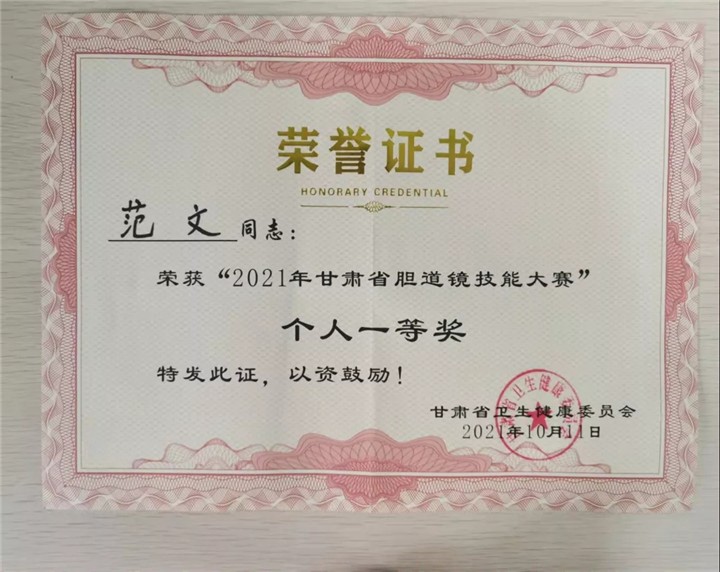 荣誉证书
HONORARY CREDENTIAL
范文同志：
荣获“2021年甘肃省胆道镜技能大赛”
个人一等奖
特发此证，以资鼓励！
甘肃省卫生健康委员会
2021年10月11日